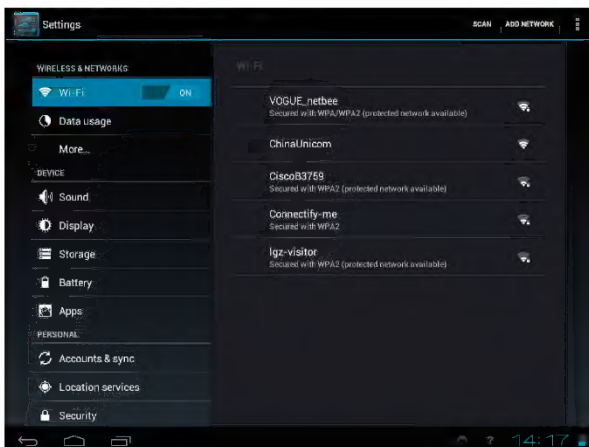 Settings
SCAN
ADD NETWORK
WIRELESS & NETWORKS
Wi-Fi
ON
Data usage
More...
DEVICE
Sound
Display
Storage
Battery
Apps
PERSONAL
Accounts & sync
Location services
Security
WI-FI
VOGUE_netbee
Secured with WPA/WPA2 (protected network available)
ChinaUnicom
CiscoB3759
Secured with WPA2 (protected network available)
Connectify-me
Secured with WPA2
lgz-visitor
Secured with WPA2 (protected network available)
?
14:17